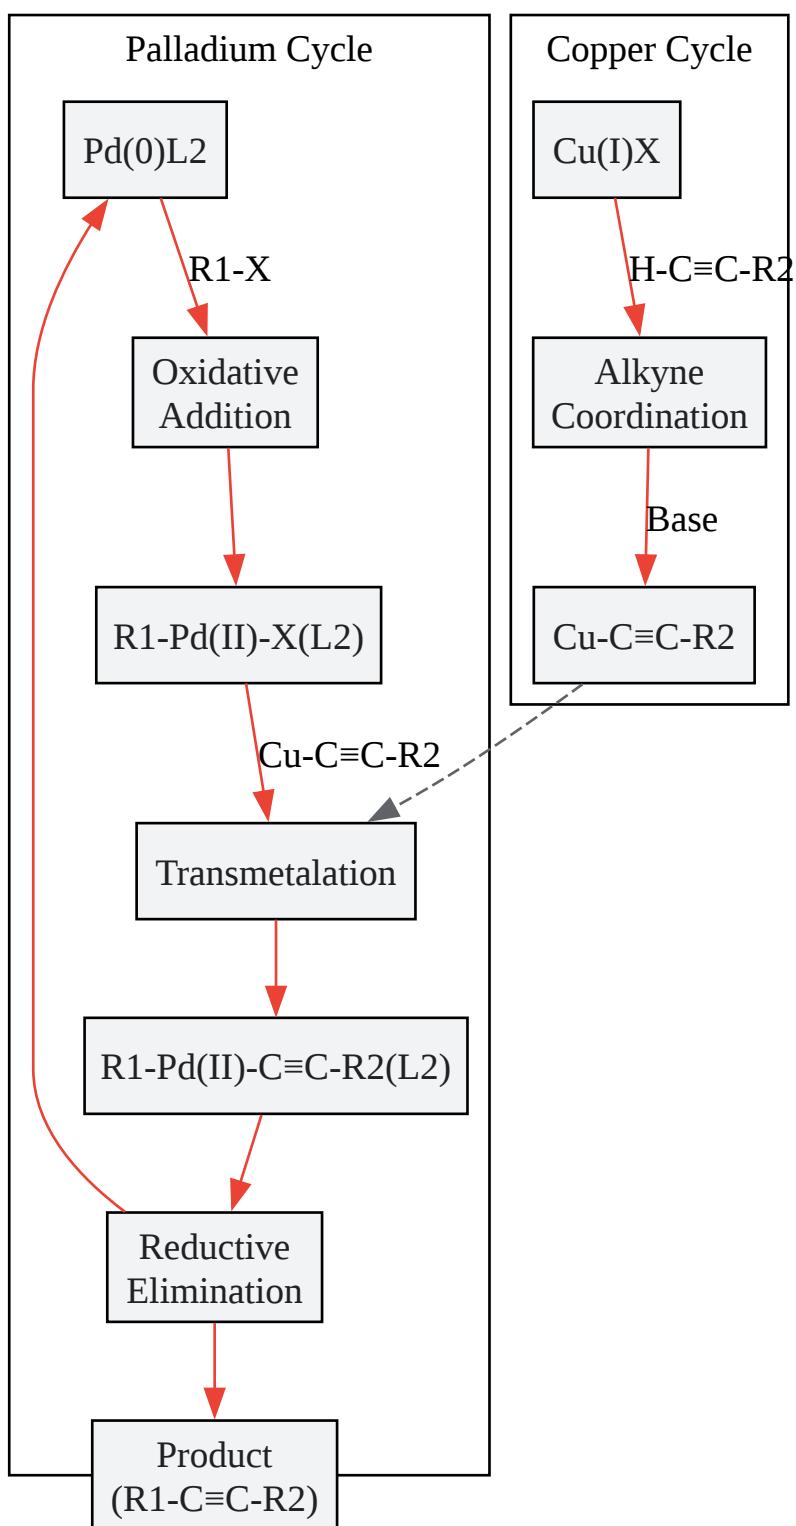 Palladium Cycle
Pd(0)L2
R1-X
Oxidative
Addition
R1-Pd(II)-X(L2)
Cu-C≡C-R2
Transmetalation
R1-Pd(II)-C≡C-R2(L2)
Reductive
Elimination
Product
(R1-C≡C-R2)
Copper Cycle
Cu(I)X
H-C≡C-R2
Alkyne
Coordination
Base
Cu-C≡C-R2